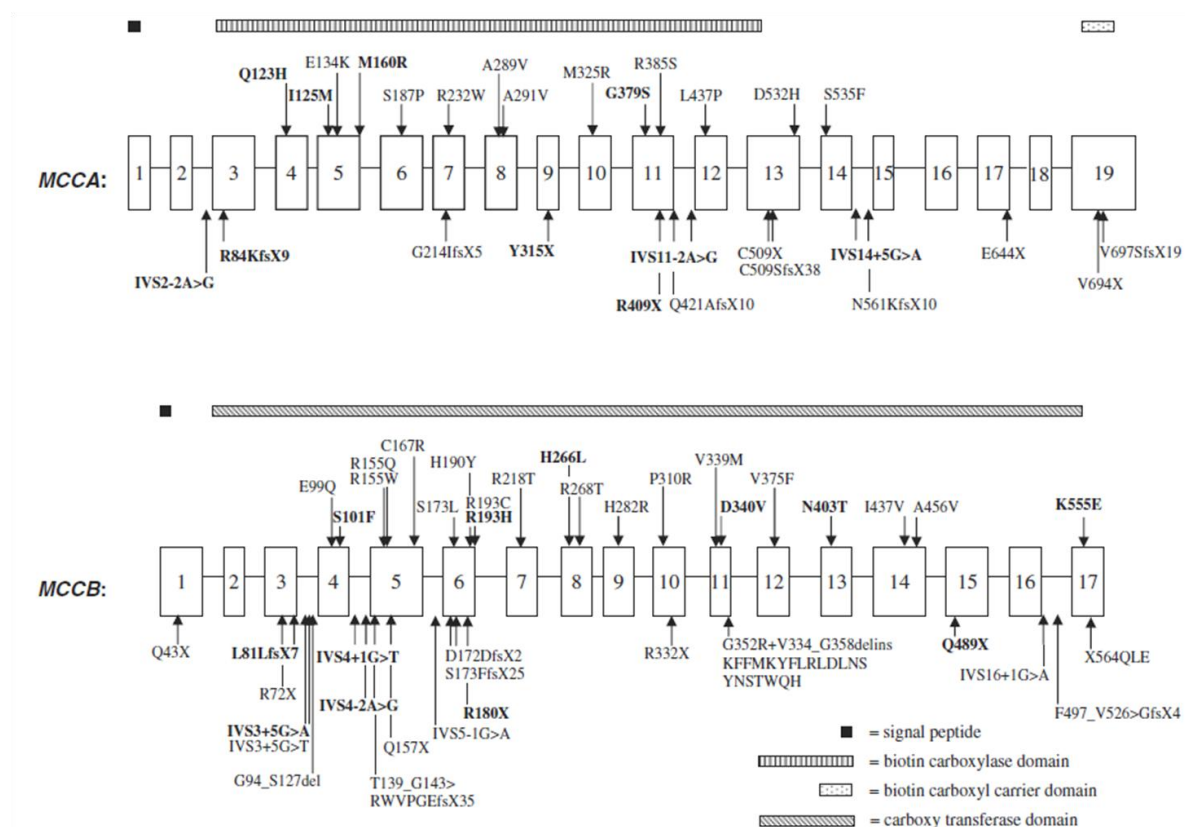 E134K M160R A289V R385S
Q123H M325R
I125M S187P R232W A291V G379S L437P D532H S535F
MCCA: 1 2 3 4 5 6 7 8 9 10 11 12 13 14 15 16 17 18 19
R84KfsX9 G214IfsX5 Y315X IVS11-2A>G C509X IVS14+5G>A E644X V697SfsX19
C509SfsX38
IVS2-2A>G V694X
R409X Q421AfsX10 N561KfsX10
C167R
R155Q H190Y H266L V339M
R155W
E99Q S173L R193C R218T R268T P310R V375F
S101F R193H H282R D340V N403T I437V A456V K555E
MCCB: 1 2 3 4 5 6 7 8 9 10 11 12 13 14 15 16 17
Q43X L81LfsX7 IVS4+1G>T D172DfsX2 R332X G352R+V334_G358delins Q489X X564QLE
S173FfsX25 KFFMKYFLRLDLNS IVS16+1G>A
R72X YNSTWQH
IVS4-2A>G R180X F497_V526>GfsX4
IVS3+5G>A IVS5-1G>A
IVS3+5G>T Q157X
G94_S127del T139_G143>
RWVPGEfsX35
= signal peptide
= biotin carboxylase domain
= biotin carboxyl carrier domain
= carboxy transferase domain